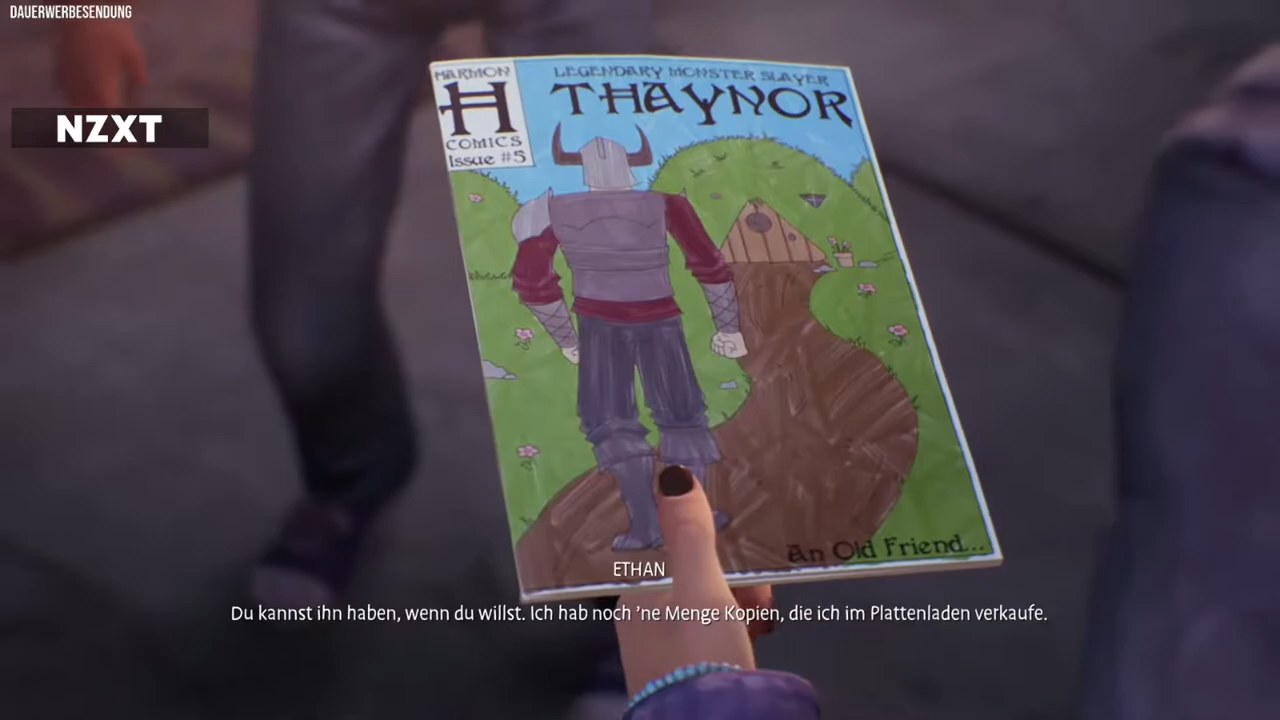 DAUERWERBESENDUNG
NZXT
HARMON
H
COMICS
Issue #5
LEGENDARY MONSTER SLAYER
THAYNOR
An Old Friend...
ETHAN
Du kannst ihn haben, wenn du willst. Ich hab noch ’ne Menge Kopien, die ich im Plattenladen verkaufe.